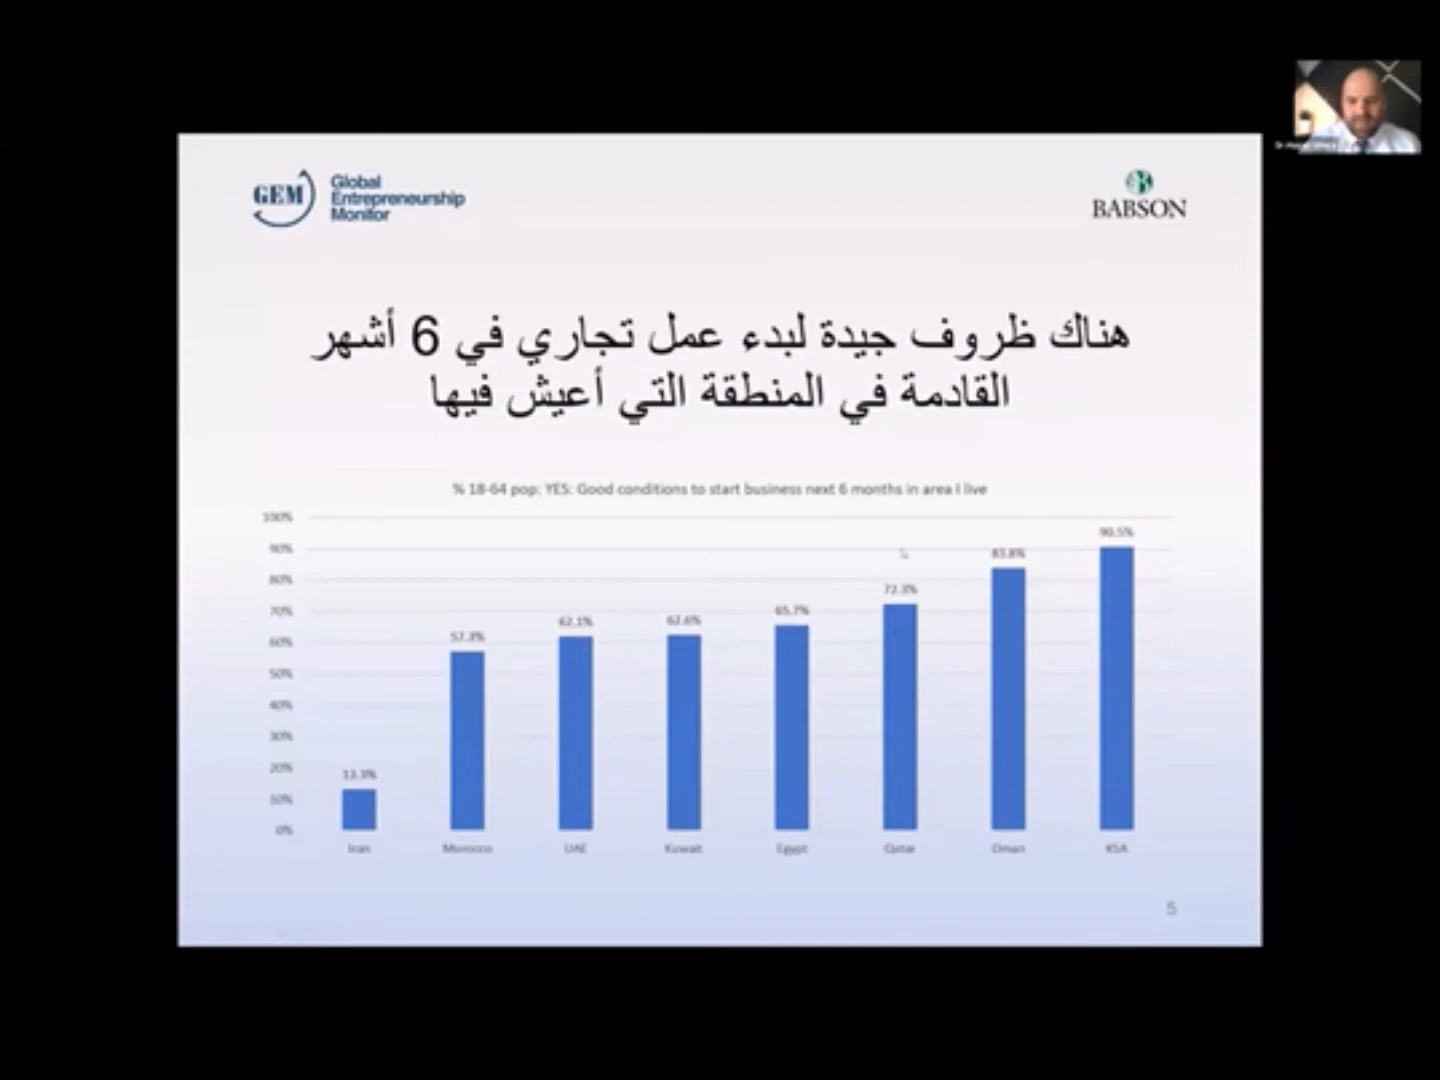 GEM
Global
Entrepreneurship
Monitor
BABSON
هناك ظروف جيدة لبدء عمل تجاري في 6 أشهر
القادمة في المنطقة التي أعيش فيها
% 18-64 pop: YES: Good conditions to start business next 6 months in area I live
100%
90%
80%
70%
60%
50%
40%
30%
20%
10%
0%
13.3%
57.3%
62.1%
62.6%
65.7%
72.3%
83.8%
90.5%
Iran
Morocco
UAE
Kuwait
Egypt
Qatar
Oman
KSA
5